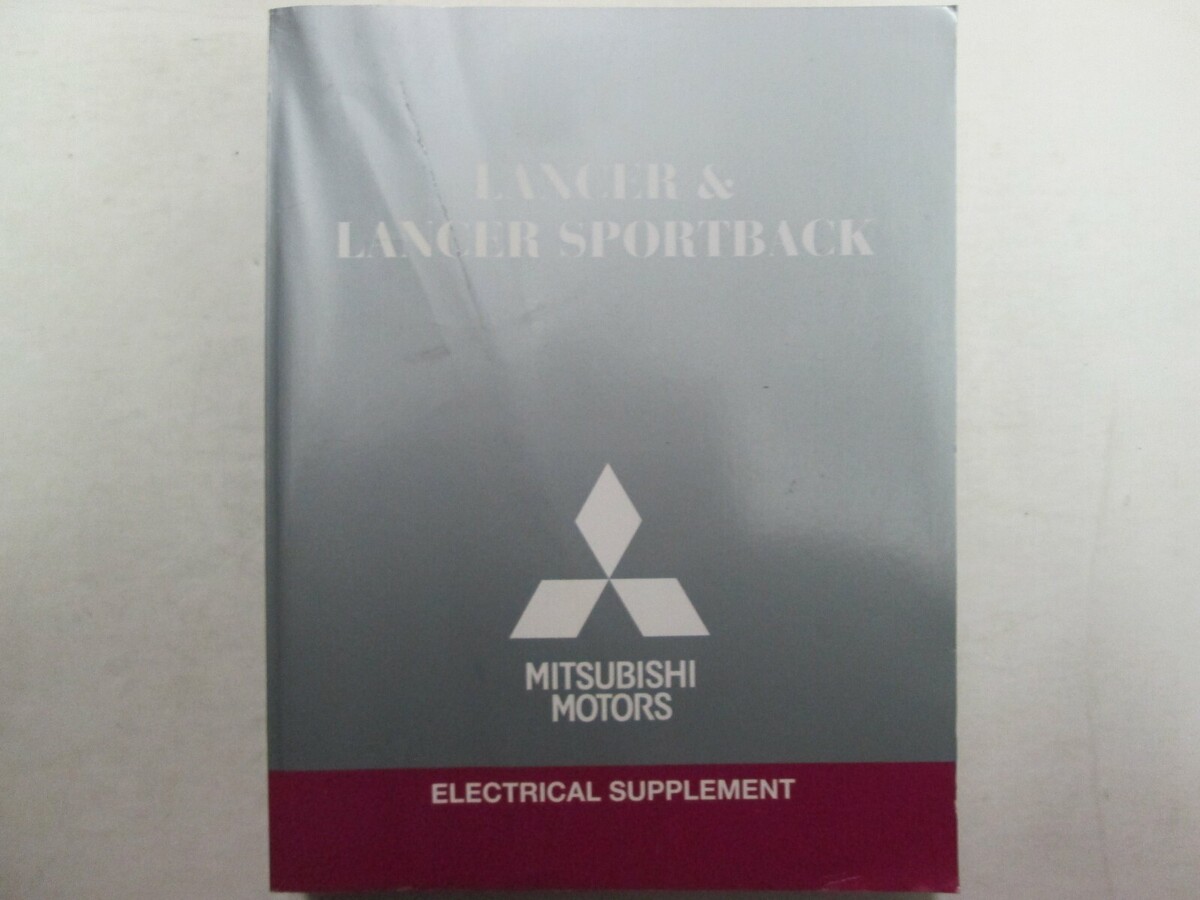 LANCER &
LANCER SPORTBACK
MITSUBISHI
MOTORS
ELECTRICAL SUPPLEMENT